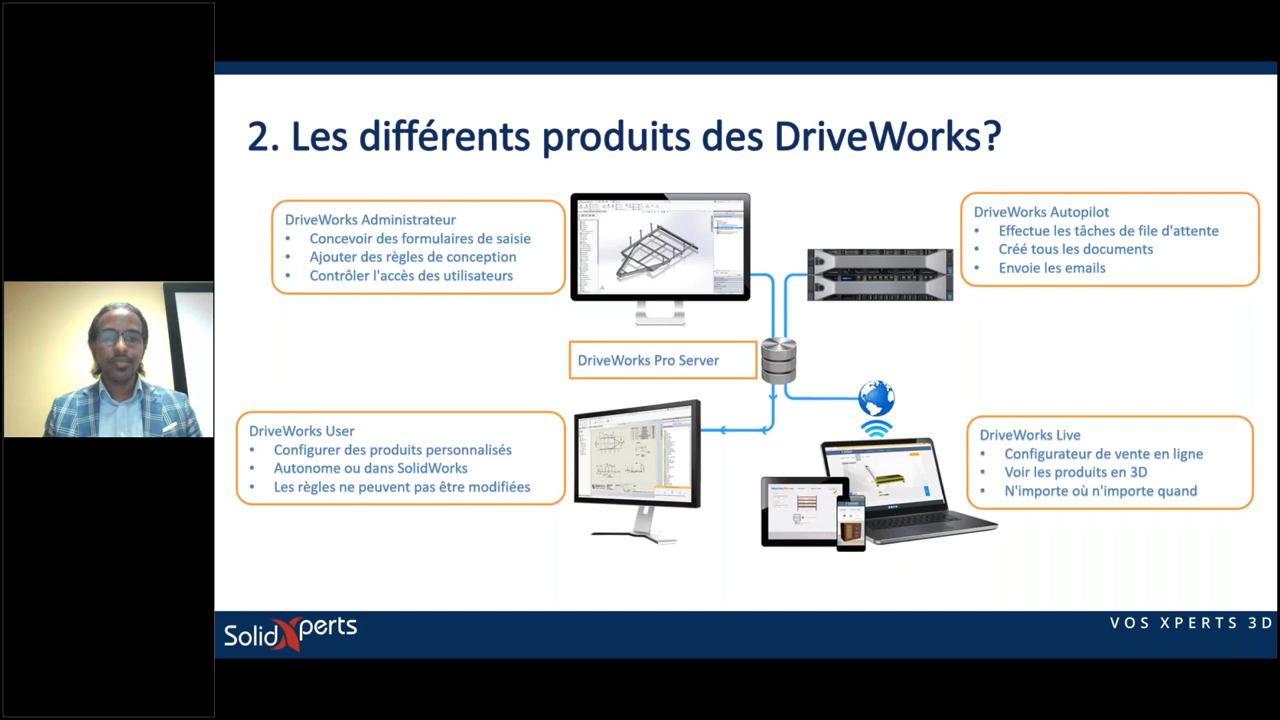 2. Les différents produits des DriveWorks?
DriveWorks Administrateur
• Concevoir des formulaires de saisie
• Ajouter des règles de conception
• Contrôler l'accès des utilisateurs
DriveWorks Autopilot
• Effectue les tâches de file d'attente
• Créé tous les documents
• Envoie les emails
DriveWorks Pro Server
DriveWorks User
• Configurer des produits personnalisés
• Autonome ou dans SolidWorks
• Les règles ne peuvent pas être modifiées
DriveWorks Live
• Configurateur de vente en ligne
• Voir les produits en 3D
• N'importe où n'importe quand
SolidXperts
VOS XPERTS 3D